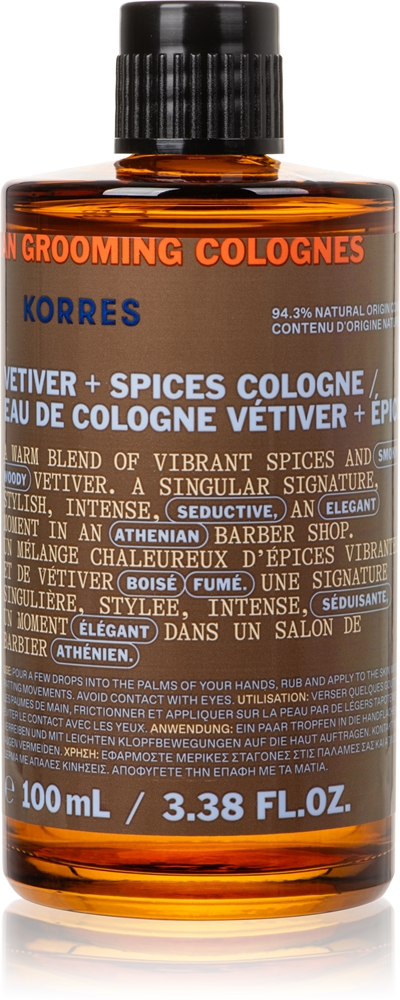 GROOMING COLOGNES
KORRES
94.3% NATURAL ORIGIN
CONTENU D'ORIGINE
VETIVER + SPICES COLOGNE /
EAU DE COLOGNE VÉTIVER +
A WARM BLEND OF VIBRANT SPICES AND
WOODY VETIVER. A SINGULAR SIGNATURE,
STYLISH, INTENSE, SEDUCTIVE, AN ELEGANT
MOMENT IN AN ATHENIAN BARBER SHOP.
UN MÉLANGE CHALEUREUX D'ÉPICES VIBRANTE
ET DE VÉTIVER BOISÉ FUMÉ. UNE SIGNATURE
SINGULIÈRE, STYLEE, INTENSE, SÉDUISANTE,
UN MOMENT ÉLÉGANT DANS UN SALON DE
BARBIER ATHÉNIEN.
POUR A FEW DROPS INTO THE PALMS OF YOUR HANDS, RUB AND APPLY TO THE SKIN
MOVEMENTS. AVOID CONTACT WITH EYES. UTILISATION: VERSER QUELQUES
PAUMES DE MAIN, FRICTIONNER ET APPLIQUER SUR LA PEAU PAR DE LÉGERS
LE CONTACT AVEC LES YEUX. ANWENDUNG: EIN PAAR TROPFEN IN DIE
UND MIT LEICHTEN KLOPFBEWEGUNGEN AUF DIE HAUT AUFTRAGEN.
VERMEIDEN. ΧΡΗΣΗ: ΕΦΑΡΜΟΣΤΕ ΜΕΡΙΚΕΣ ΣΤΑΓΟΝΕΣ ΣΤΙΣ ΠΑΛΑΜΕΣ ΣΑΣ
ΜΕ ΑΠΑΛΕΣ ΚΙΝΗΣΕΙΣ. ΑΠΟΦΥΓΕΤΕ ΤΗΝ ΕΠΑΦΗ ΜΕ ΤΑ ΜΑΤΙΑ.
℮ 100 mL / 3.38 FL.OZ.